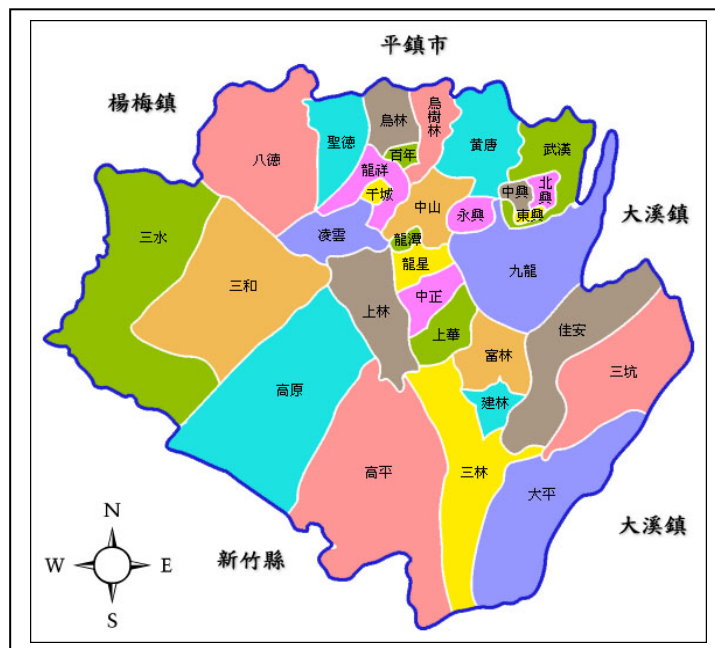 平鎮市
楊梅鎮
烏林
烏樹林
八德
聖德
黃唐
武漢
百年
龍祥
中興
北興
干城
中山
永興
東興
大溪鎮
三水
凌雲
龍潭
龍星
九龍
三和
上林
中正
佳安
上華
富林
三坑
高原
建林
高平
三林
大平
大溪鎮
新竹縣
N
W
E
S